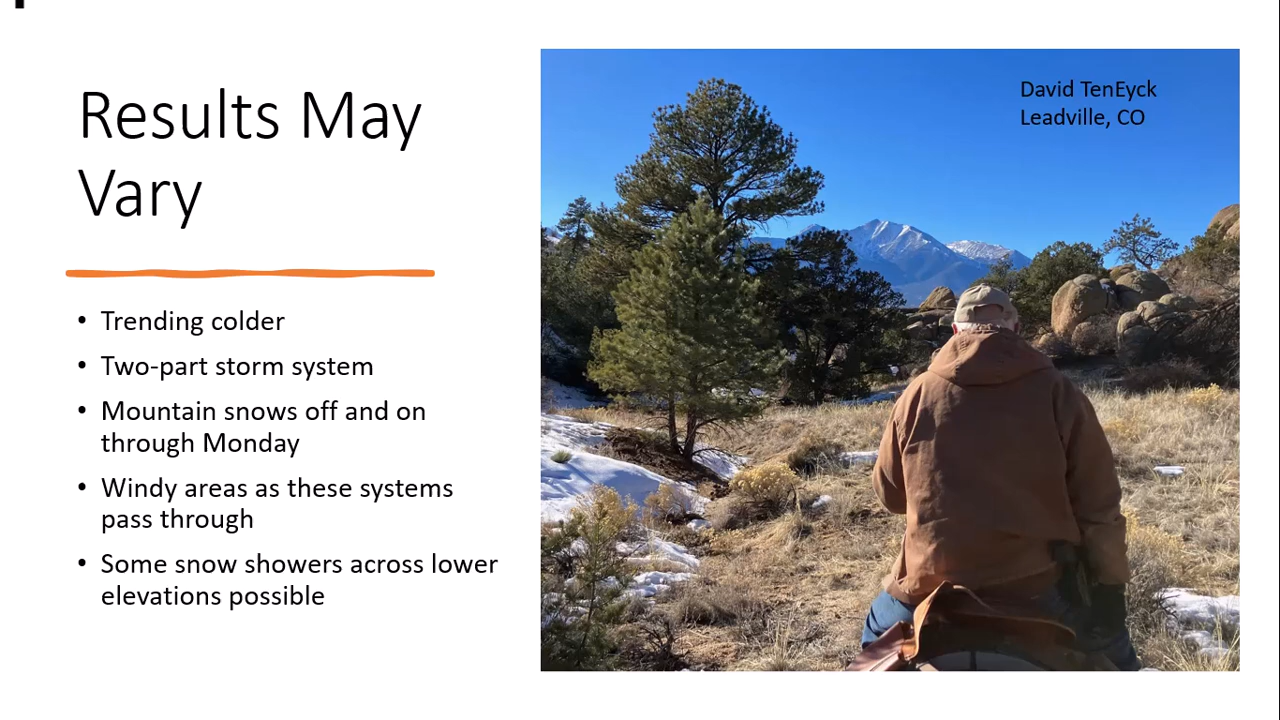 Results May
Vary
• Trending colder
• Two-part storm system
• Mountain snows off and on
through Monday
• Windy areas as these systems
pass through
• Some snow showers across lower
elevations possible
David TenEyck
Leadville, CO